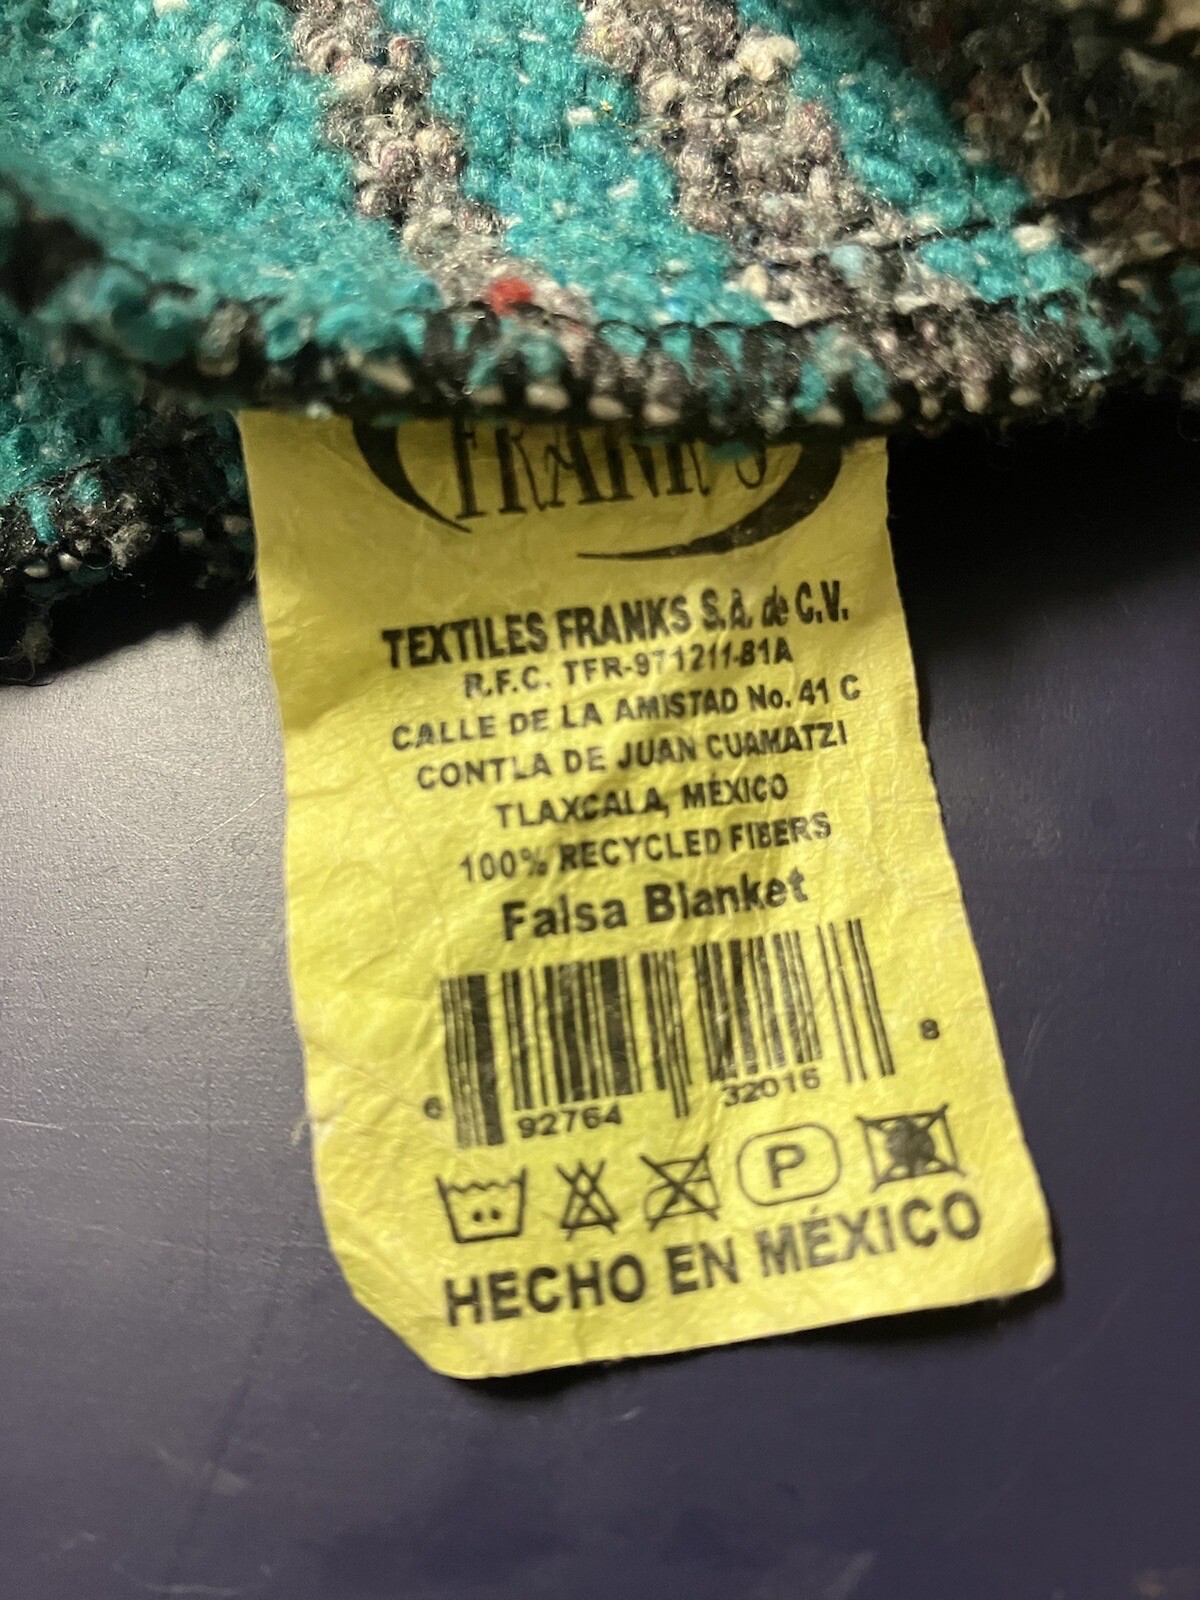 FRANK'S
TEXTILES FRANKS S.A. de C.V.
R.F.C. TFR-971211-B1A
CALLE DE LA AMISTAD No. 41 C
CONTLA DE JUAN CUAMATZI
TLAXCALA, MÉXICO
100% RECYCLED FIBERS
Falsa Blanket
6 92764 32016 8
P
HECHO EN MÉXICO